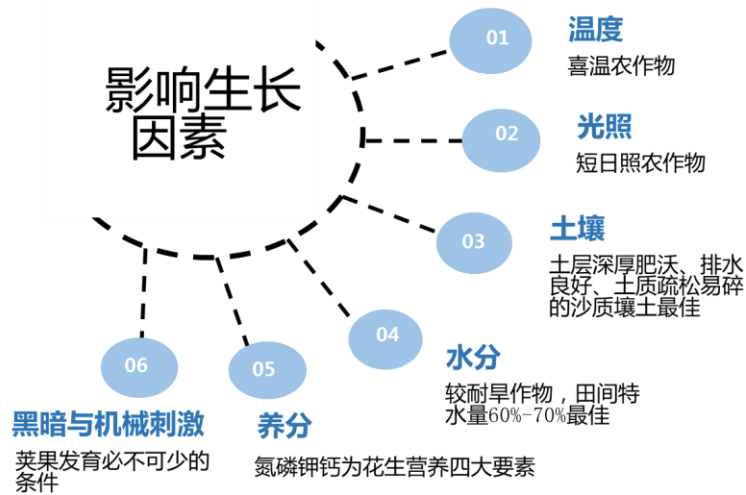 影响生长
因素
01
温度
喜温农作物
02
光照
短日照农作物
03
土壤
土层深厚肥沃、排水
良好、土质疏松易碎
的沙质壤土最佳
04
水分
较耐旱作物，田间特
水量60%-70%最佳
05
养分
氮磷钾钙为花生营养四大要素
06
黑暗与机械刺激
荚果发育必不可少的
条件